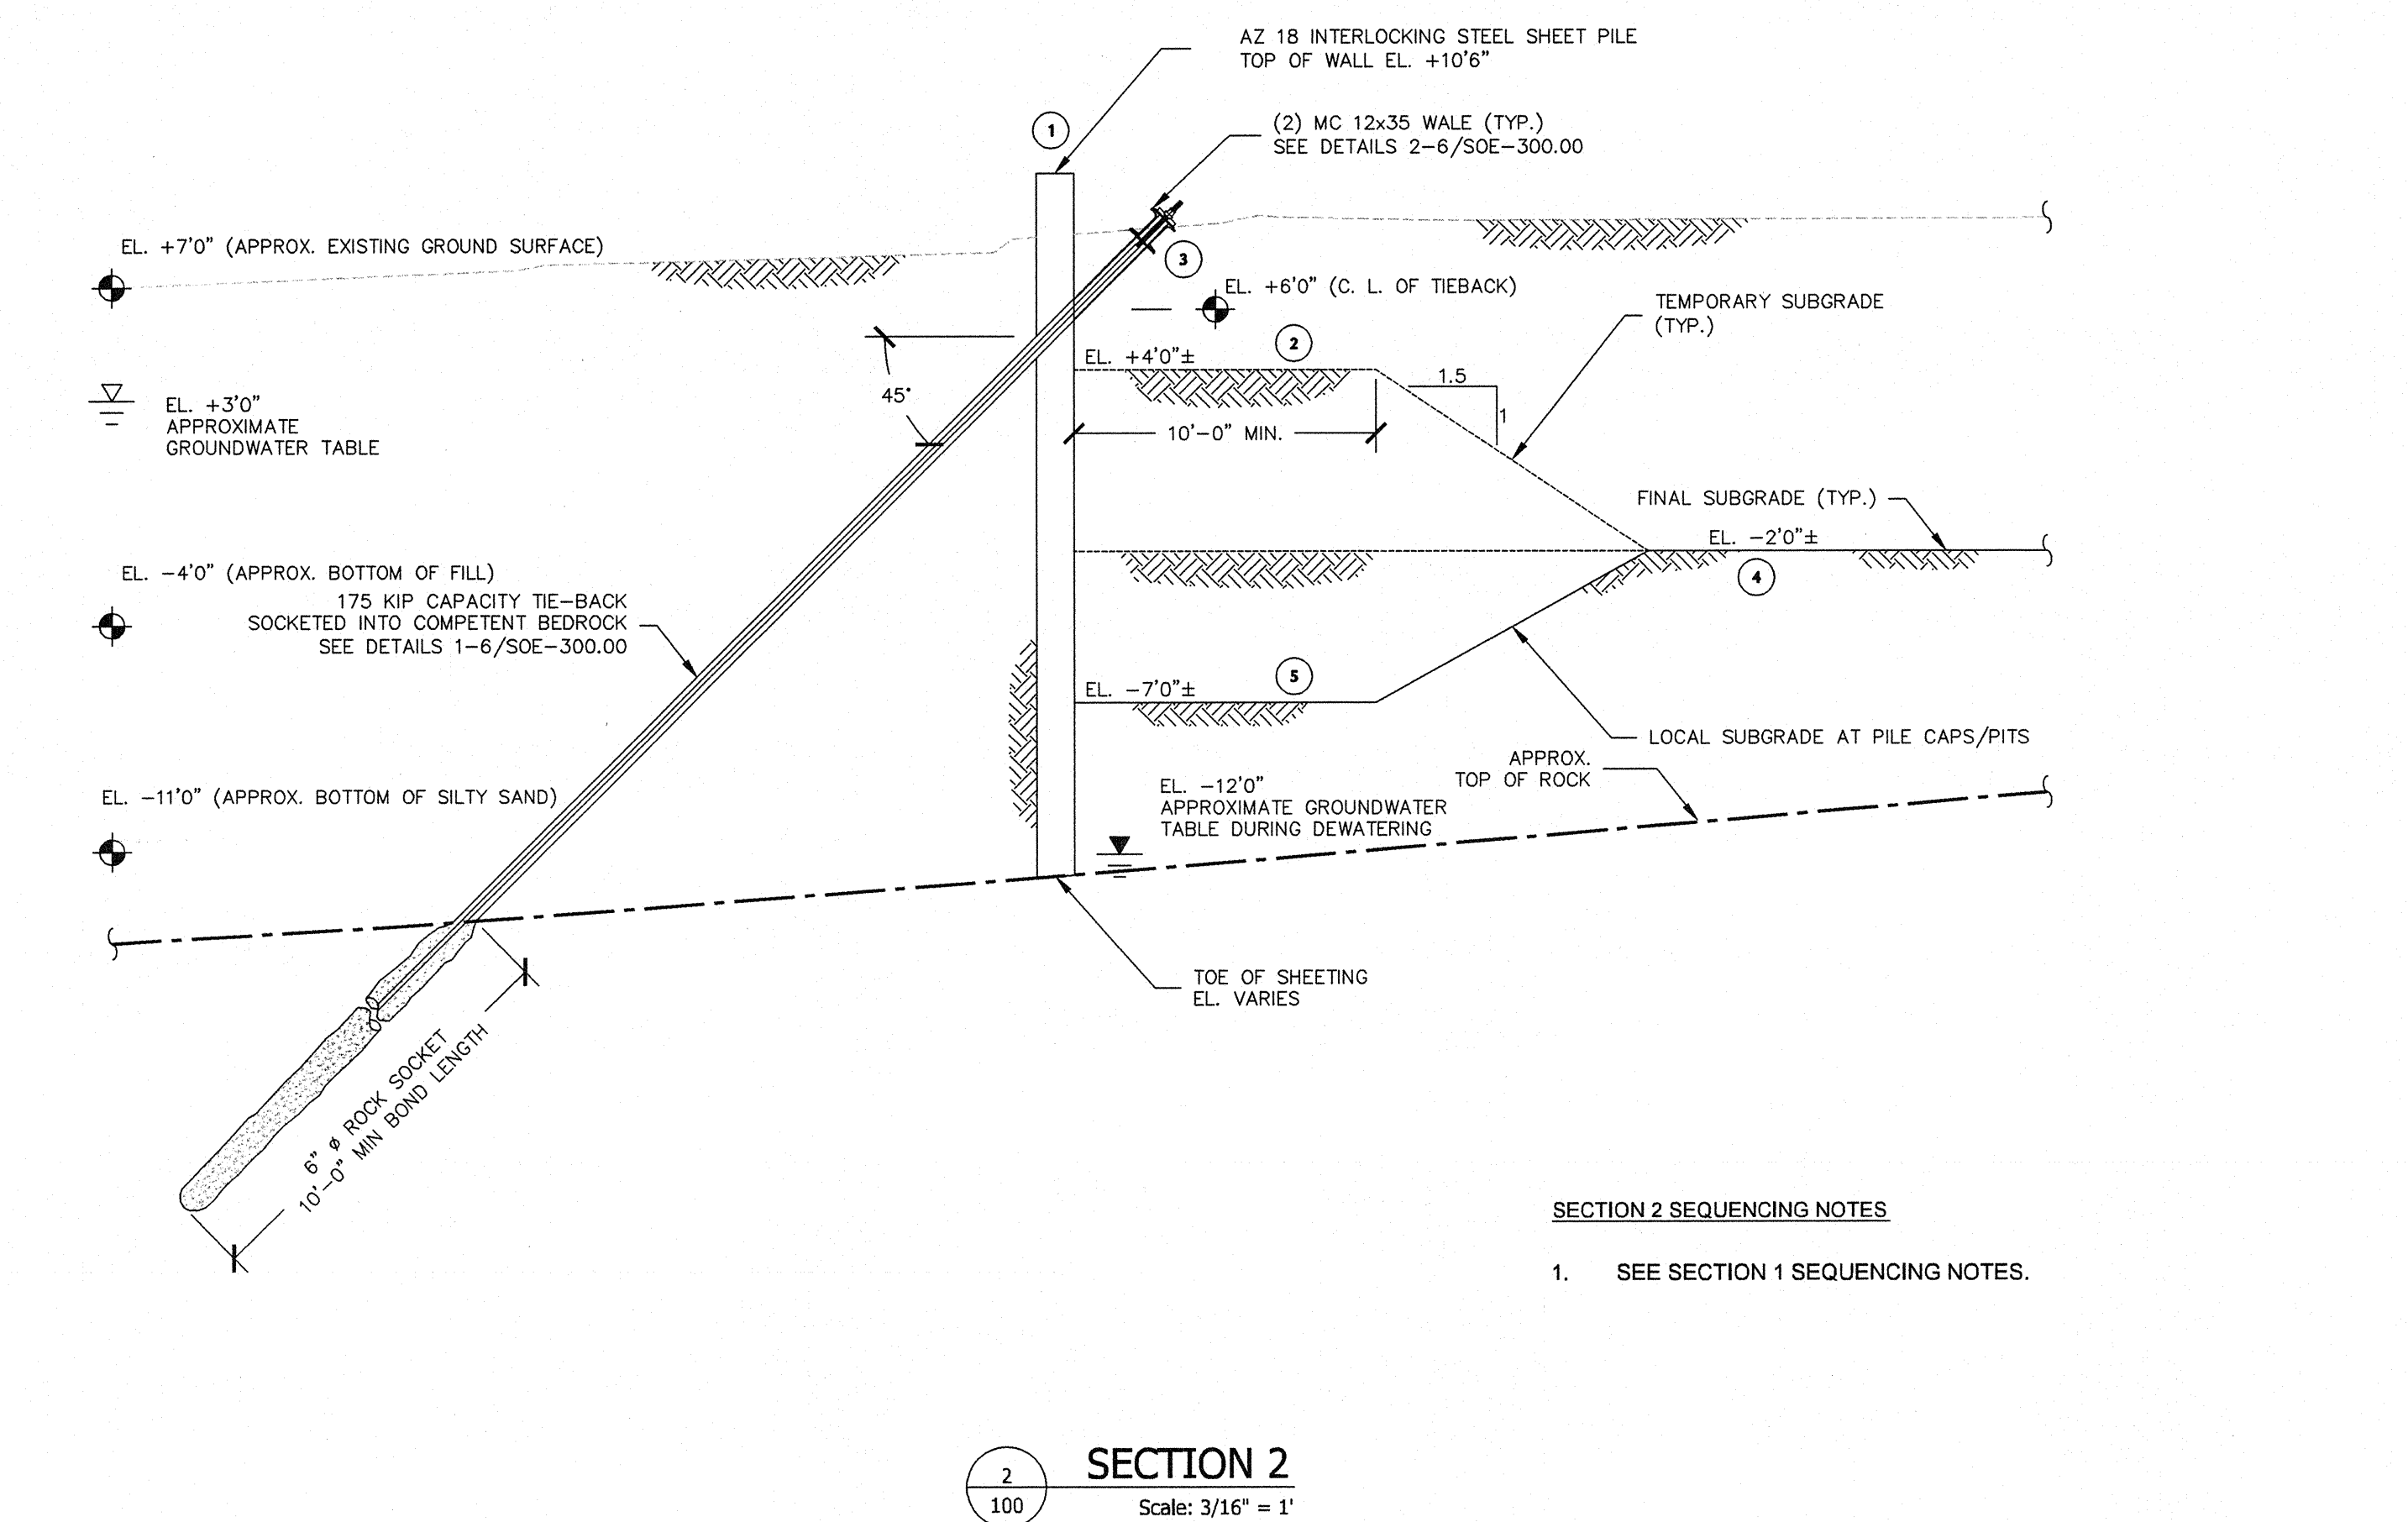 AZ 18 INTERLOCKING STEEL SHEET PILE
TOP OF WALL EL. +10'6"
1
(2) MC 12x35 WALE (TYP.)
SEE DETAILS 2-6/SOE-300.00
EL. +7'0" (APPROX. EXISTING GROUND SURFACE)
3
EL. +6'0" (C. L. OF TIEBACK)
TEMPORARY SUBGRADE
(TYP.)
2
EL. +4'0"±
1.5
1
45°
EL. +3'0"
APPROXIMATE
GROUNDWATER TABLE
10'-0" MIN.
FINAL SUBGRADE (TYP.)
EL. -2'0"±
4
EL. -4'0" (APPROX. BOTTOM OF FILL)
175 KIP CAPACITY TIE-BACK
SOCKETED INTO COMPETENT BEDROCK
SEE DETAILS 1-6/SOE-300.00
5
EL. -7'0"±
LOCAL SUBGRADE AT PILE CAPS/PITS
APPROX.
TOP OF ROCK
EL. -11'0" (APPROX. BOTTOM OF SILTY SAND)
EL. -12'0"
APPROXIMATE GROUNDWATER
TABLE DURING DEWATERING
TOE OF SHEETING
EL. VARIES
6" ø ROCK SOCKET
10'-0" MIN BOND LENGTH
SECTION 2 SEQUENCING NOTES
1. SEE SECTION 1 SEQUENCING NOTES.
2
100
SECTION 2
Scale: 3/16" = 1'